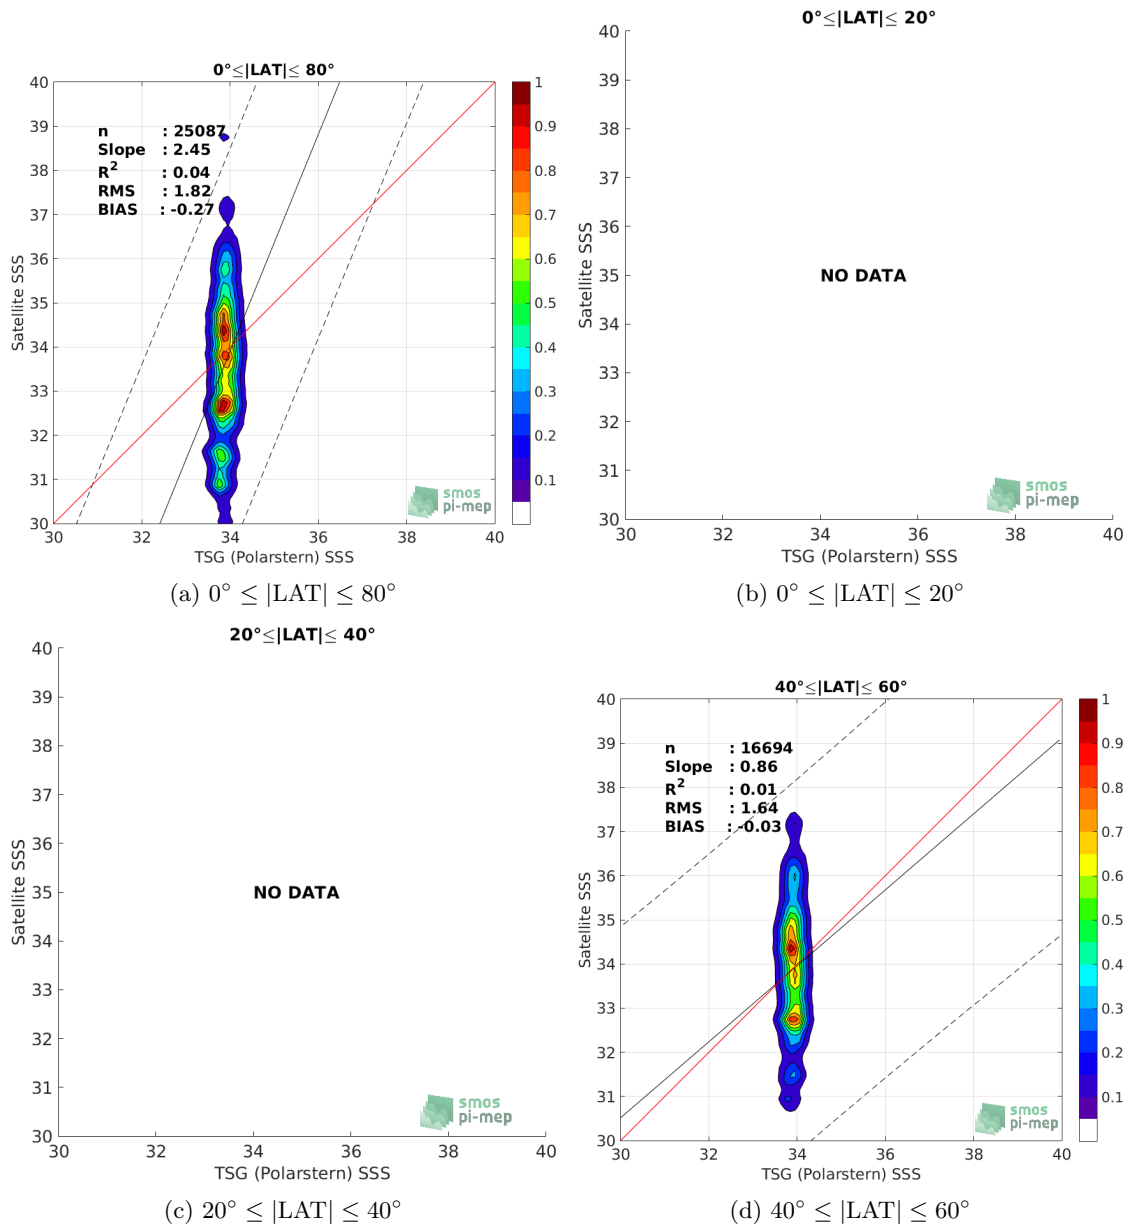 0°≤|LAT|≤ 80°
40
39
38
37
36
35
34
33
32
31
30
Satellite SSS
n : 25087
Slope : 2.45
R2 : 0.04
RMS : 1.82
BIAS : -0.27
1
0.9
0.8
0.7
0.6
0.5
0.4
0.3
0.2
0.1
smos
pi-mep
30 32 34 36 38 40
TSG (Polarstern) SSS
(a) 0° ≤ |LAT| ≤ 80°
0°≤|LAT|≤ 20°
40
39
38
37
36
35
34
33
32
31
30
Satellite SSS
NO DATA
smos
pi-mep
30 32 34 36 38 40
TSG (Polarstern) SSS
(b) 0° ≤ |LAT| ≤ 20°
20°≤|LAT|≤ 40°
40
39
38
37
36
35
34
33
32
31
30
Satellite SSS
NO DATA
smos
pi-mep
30 32 34 36 38 40
TSG (Polarstern) SSS
(c) 20° ≤ |LAT| ≤ 40°
40°≤|LAT|≤ 60°
40
39
38
37
36
35
34
33
32
31
30
Satellite SSS
n : 16694
Slope : 0.86
R2 : 0.01
RMS : 1.64
BIAS : -0.03
1
0.9
0.8
0.7
0.6
0.5
0.4
0.3
0.2
0.1
smos
pi-mep
30 32 34 36 38 40
TSG (Polarstern) SSS
(d) 40° ≤ |LAT| ≤ 60°